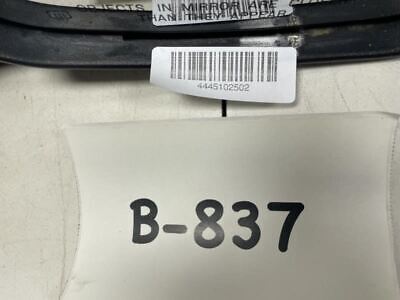 OBJECTS IN MIRROR ARE
THAN THEY APPEAR
4445102502
B-837